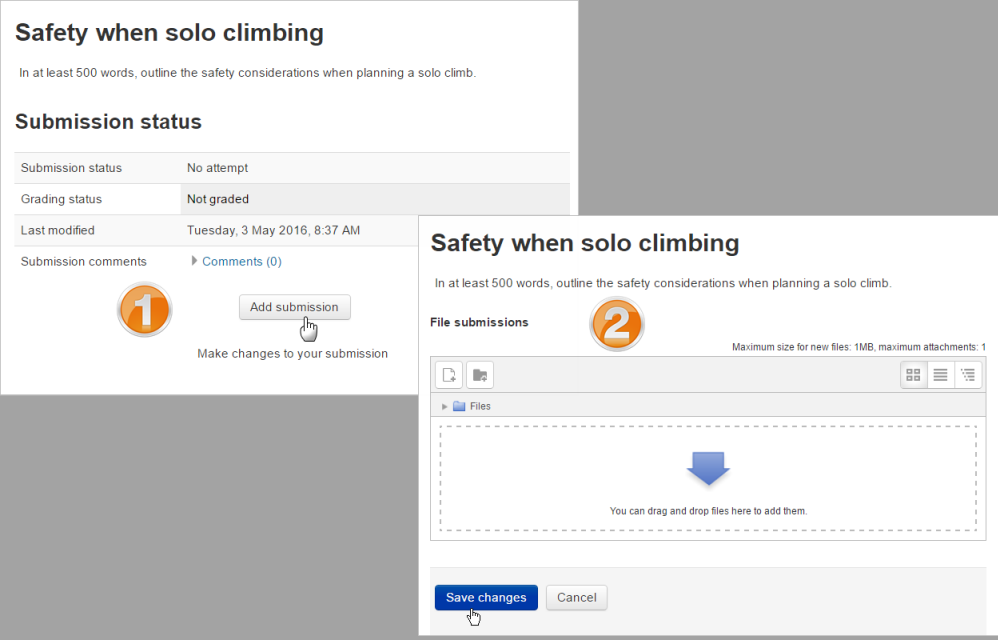 Safety when solo climbing
In at least 500 words, outline the safety considerations when planning a solo climb.
Submission status
Submission status No attempt
Grading status Not graded
Last modified Tuesday, 3 May 2016, 8:37 AM
Submission comments Comments (0)
1
Add submission
Make changes to your submission
Safety when solo climbing
In at least 500 words, outline the safety considerations when planning a solo climb.
File submissions
2
Maximum size for new files: 1MB, maximum attachments: 1
Files
You can drag and drop files here to add them.
Save changes Cancel